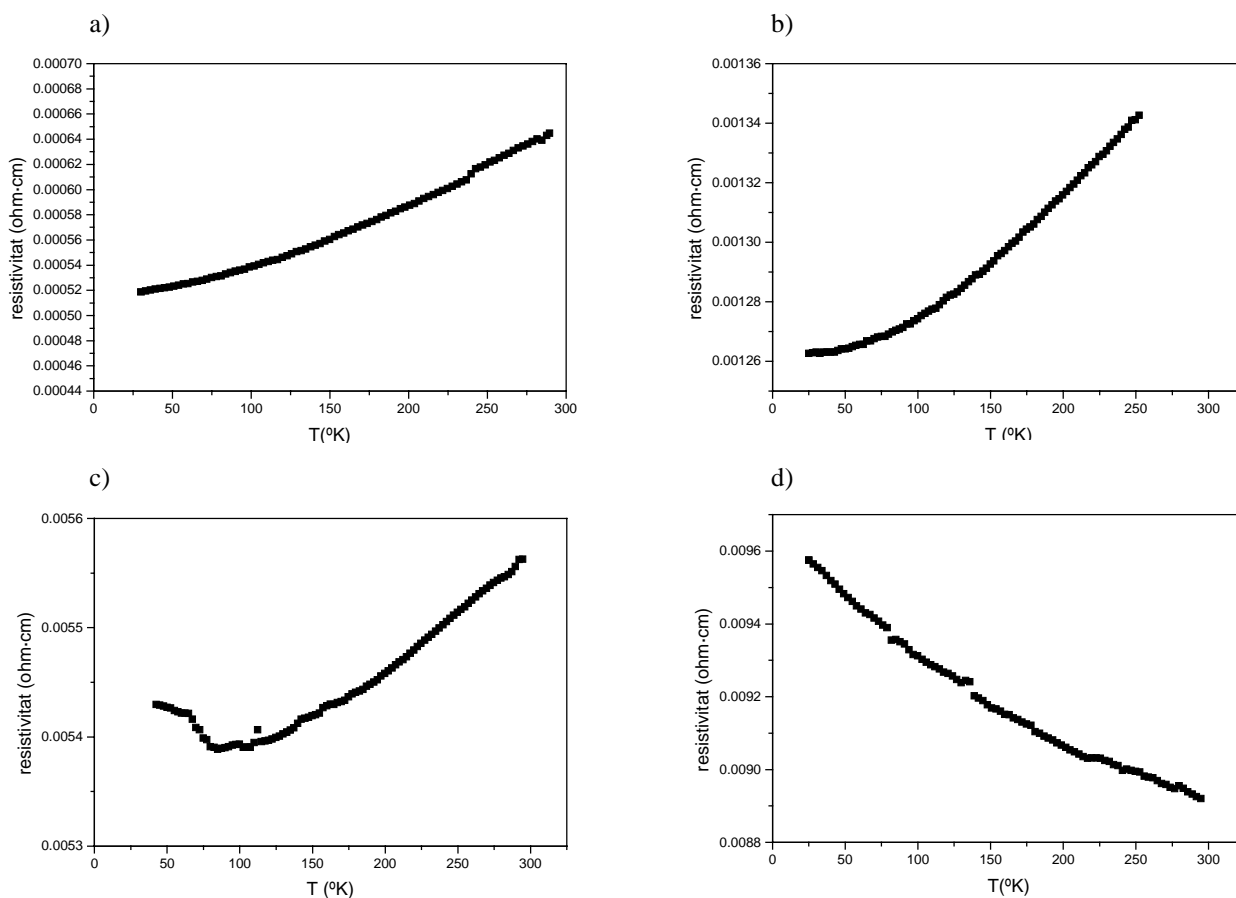 a)
0.00070
0.00068
0.00066
0.00064
0.00062
0.00060
0.00058
0.00056
0.00054
0.00052
0.00050
0.00048
0.00046
0.00044
resistivitat (ohm·cm)
0 50 100 150 200 250 300
T(ºK)
b)
0.00136
0.00134
0.00132
0.00130
0.00128
0.00126
resistivitat (ohm·cm)
0 50 100 150 200 250 300
T (ºK)
c)
0.0056
0.0055
0.0054
0.0053
resistivitat (ohm·cm)
0 50 100 150 200 250 300
T (ºK)
d)
0.0096
0.0094
0.0092
0.0090
0.0088
resistivitat (ohm·cm)
0 50 100 150 200 250 300
T(ºK)